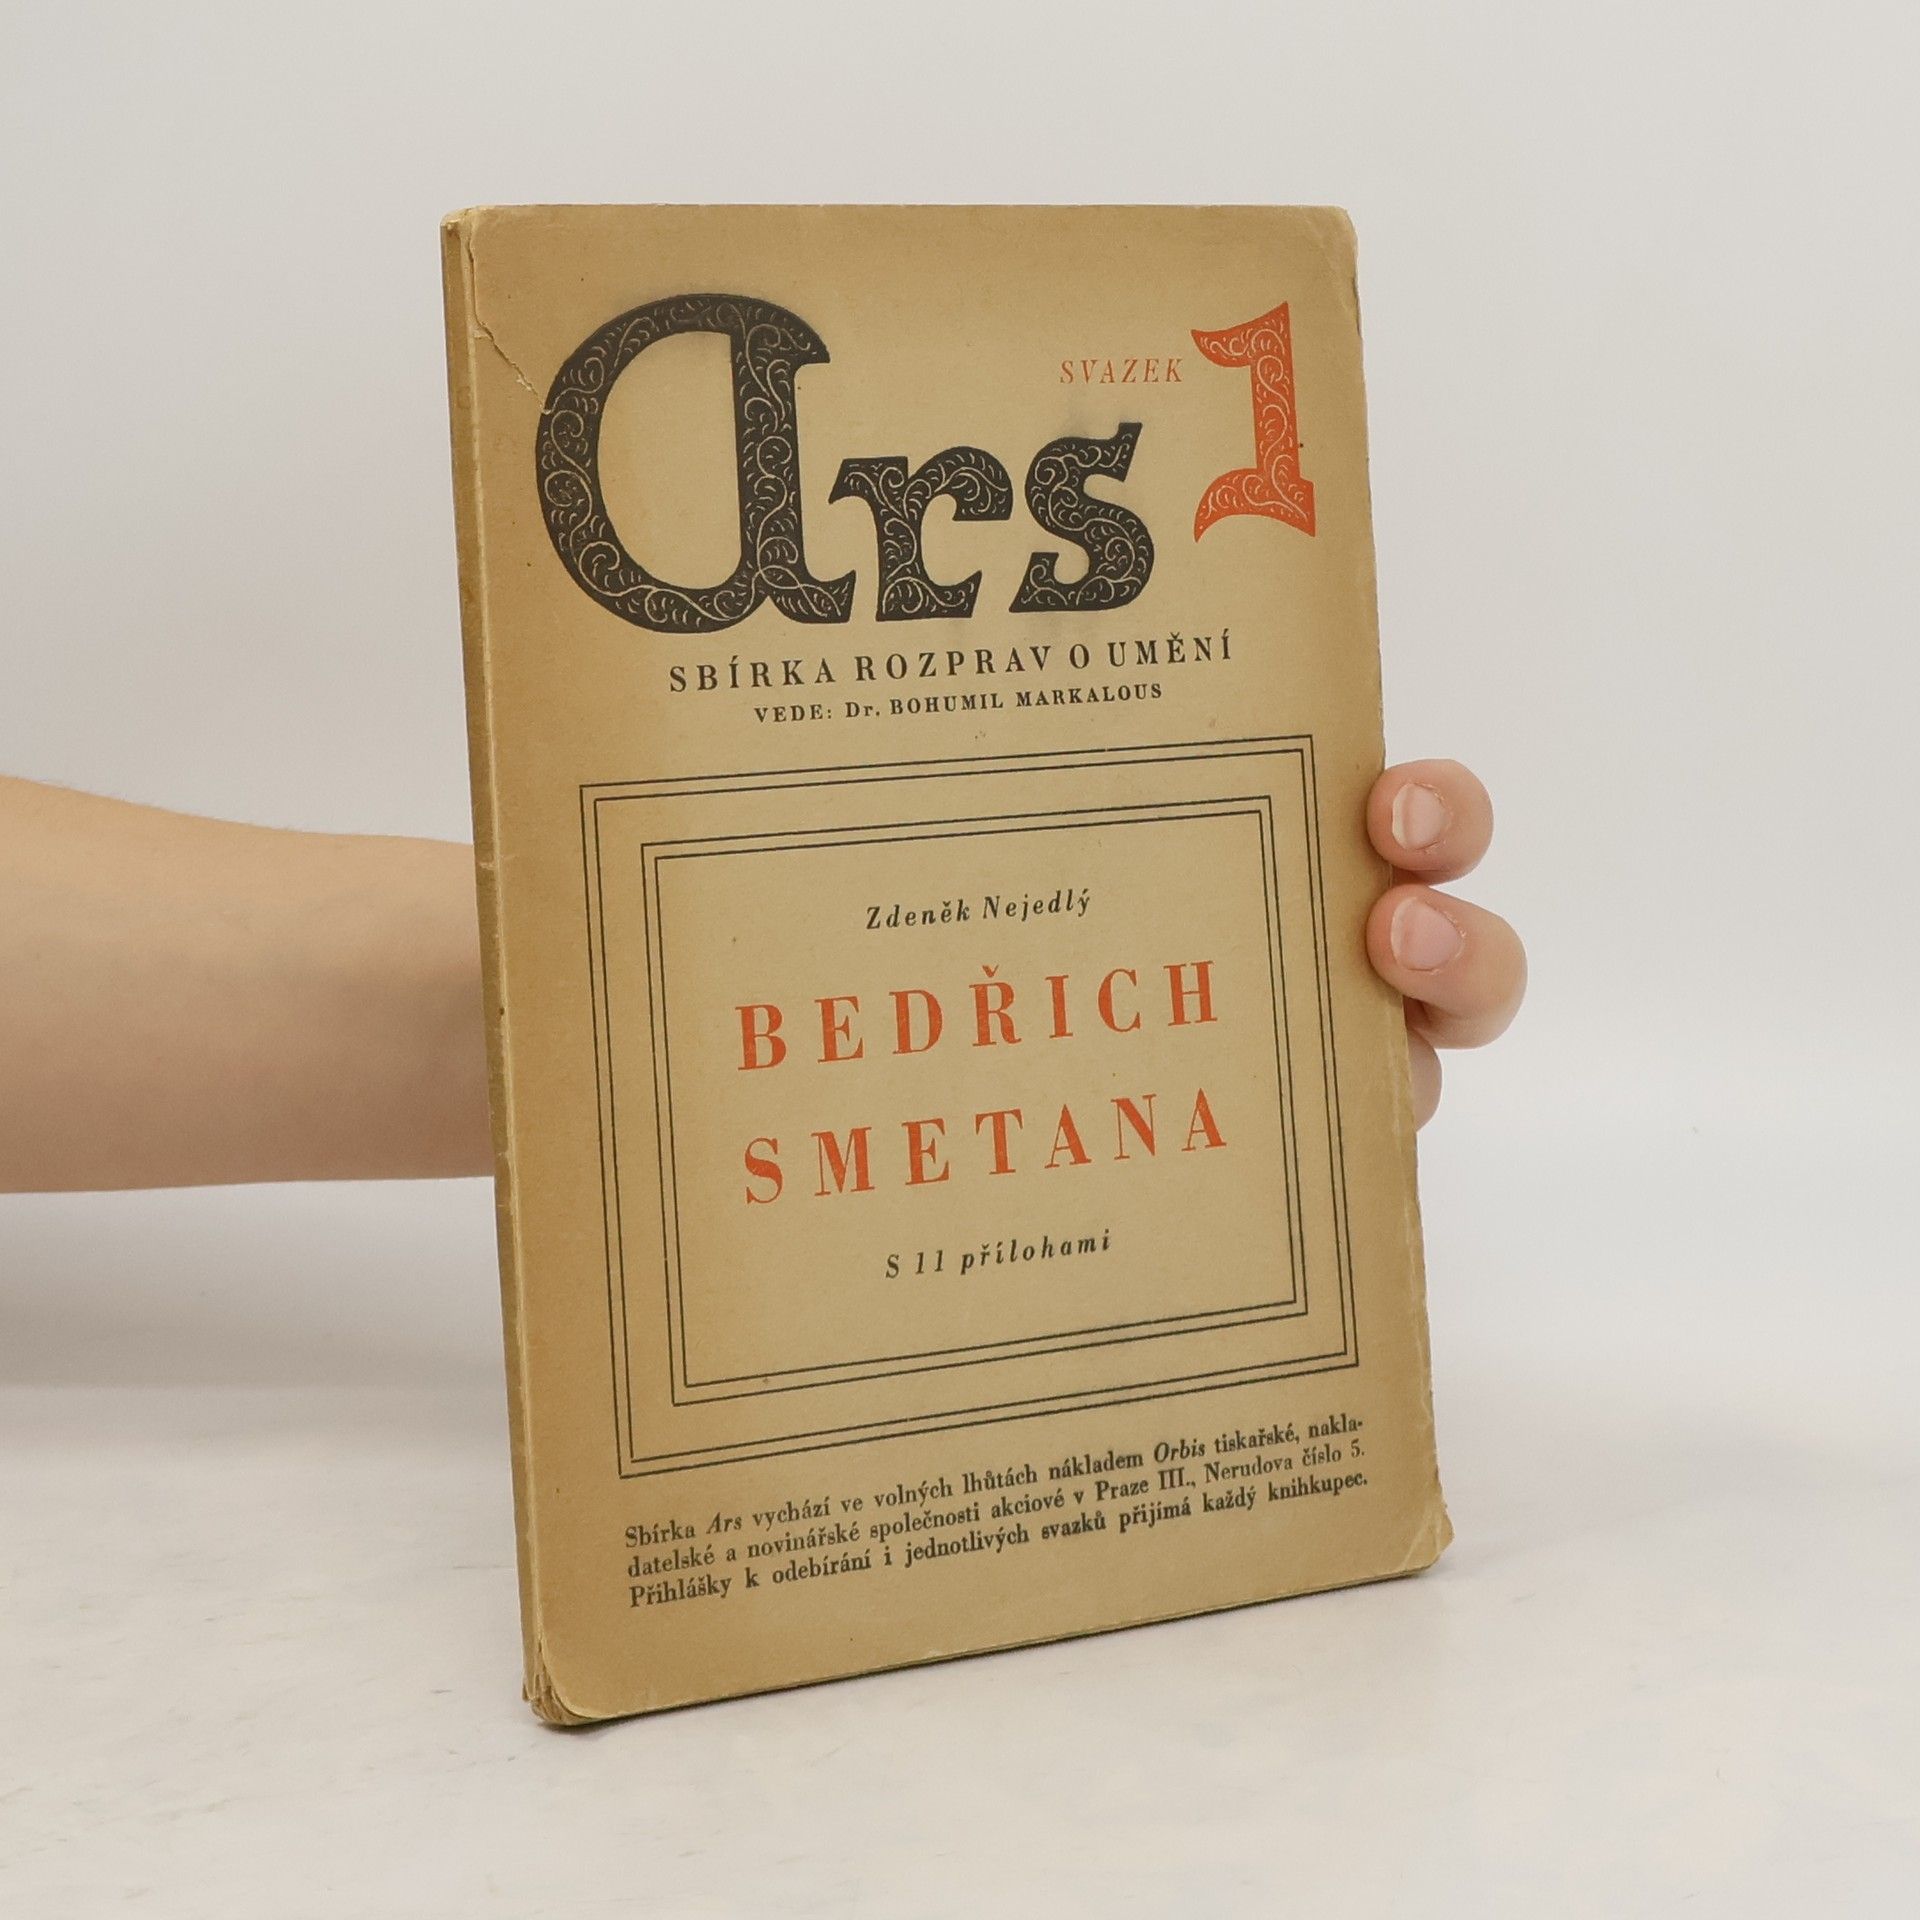 Ars
SVAZEK 1
SBÍRKA ROZPRAV O UMĚNÍ
VEDE: Dr. BOHUMIL MARKALOUS
Zdeněk Nejedlý
BEDŘICH
SMETANA
S 11 přílohami
Sbírka Ars vychází ve volných lhůtách nákladem Orbis tiskařské, nakla-
datelské a novinářské společnosti akciové v Praze III., Nerudova číslo 5.
Přihlášky k odebírání i jednotlivých svazků přijímá každý knihkupec.